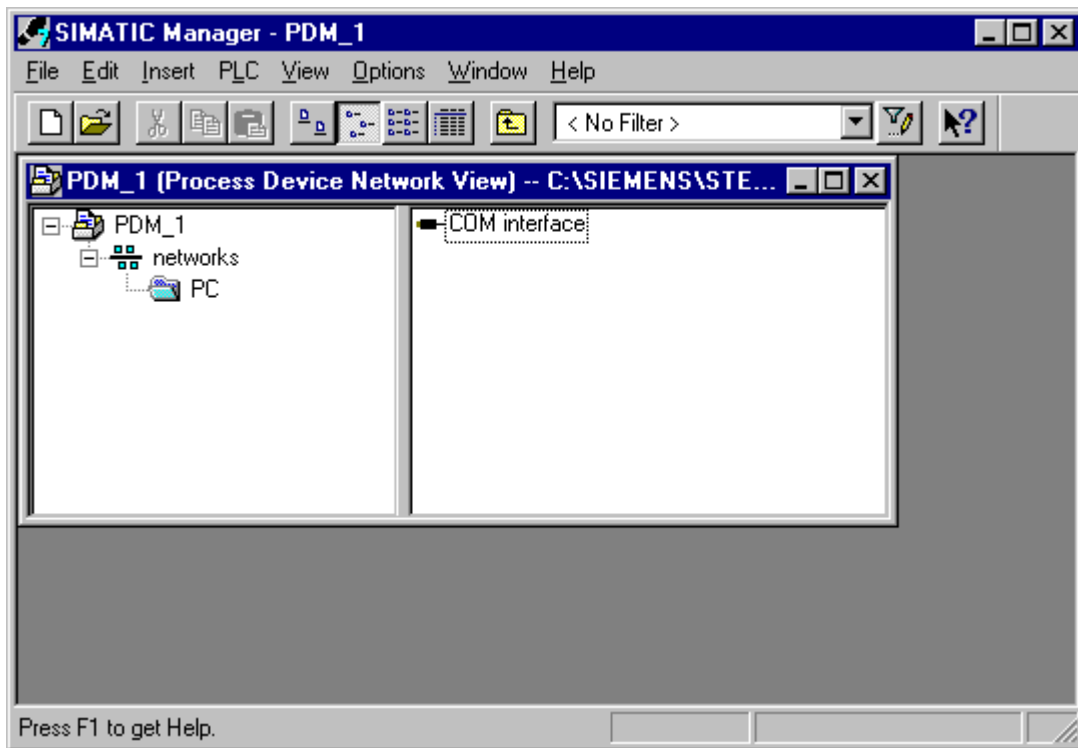 SIMATIC Manager - PDM_1
File Edit Insert PLC View Options Window Help
< No Filter >
PDM_1 (Process Device Network View) -- C:\SIEMENS\STE...
PDM_1
networks
PC
COM interface
Press F1 to get Help.